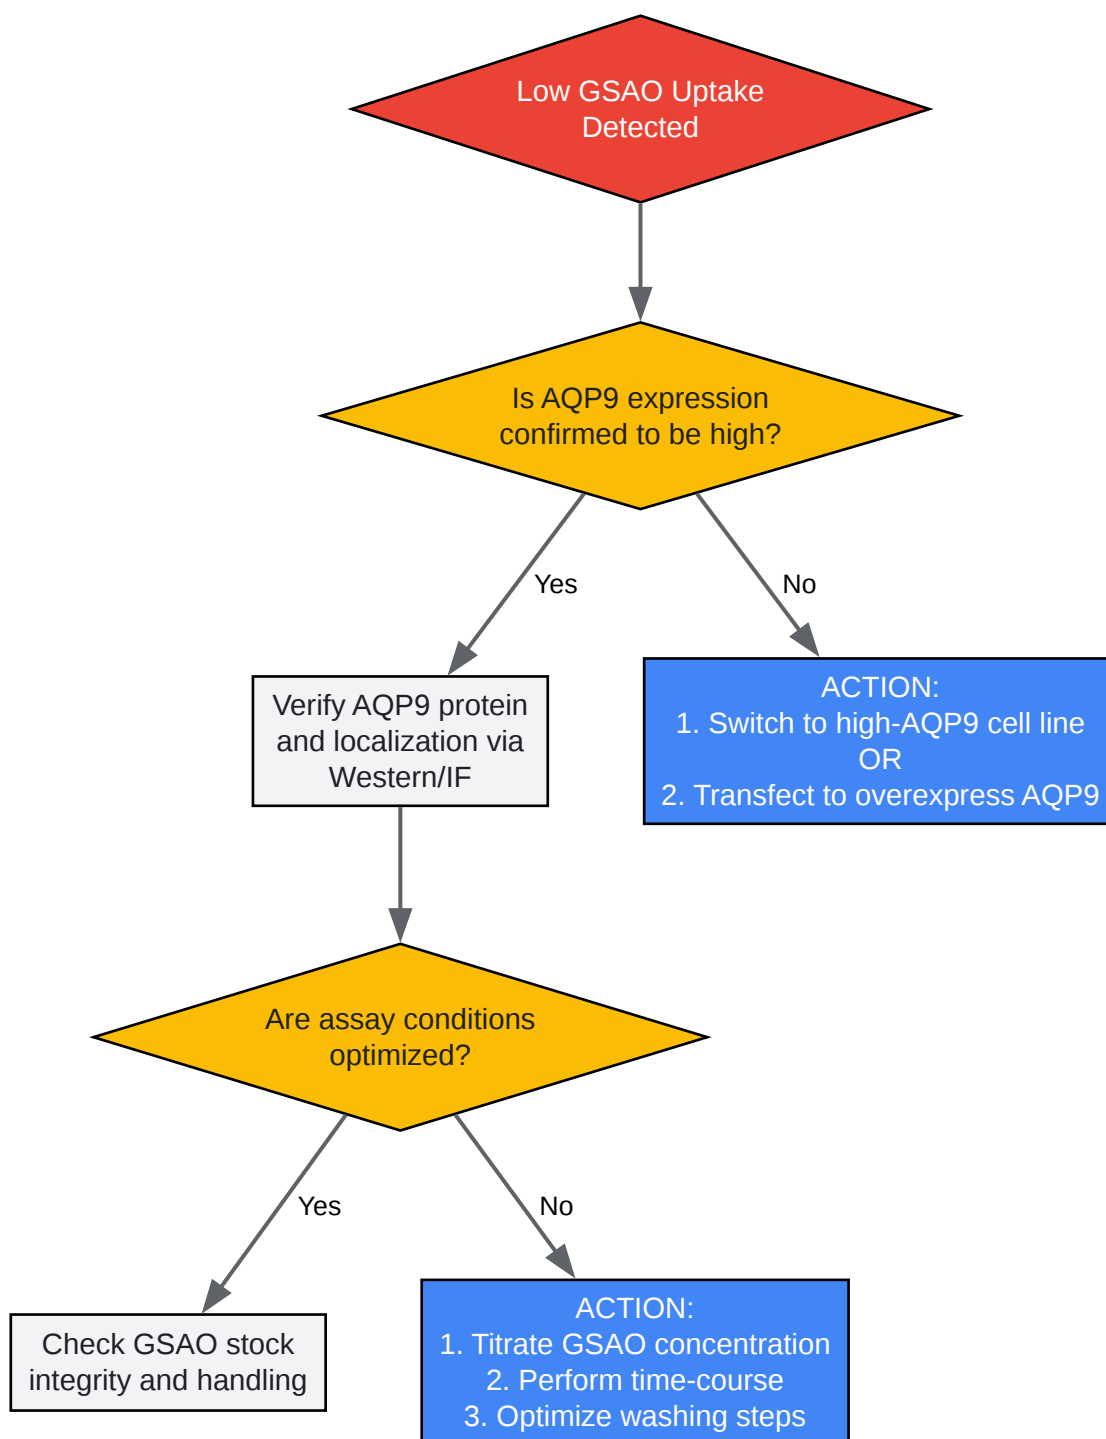 Low GSAO Uptake
Detected
Is AQP9 expression
confirmed to be high?
Yes
No
Verify AQP9 protein
and localization via
Western/IF
ACTION:
1. Switch to high-AQP9 cell line
OR
2. Transfect to overexpress AQP9
Are assay conditions
optimized?
Yes
No
Check GSAO stock
integrity and handling
ACTION:
1. Titrate GSAO concentration
2. Perform time-course
3. Optimize washing steps